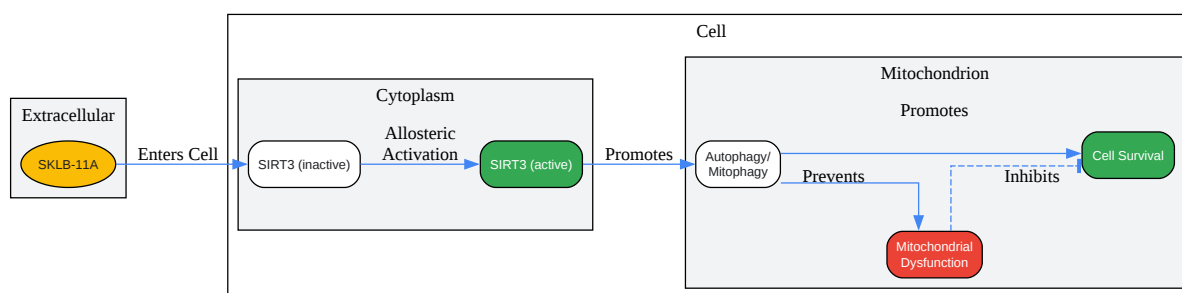 Cell
Mitochondrion
Cytoplasm
Extracellular
Promotes
Allosteric
Activation
SKLB-11A
Enters Cell
SIRT3 (inactive)
SIRT3 (active)
Promotes
Autophagy/
Mitophagy
Cell Survival
Prevents
Inhibits
Mitochondrial
Dysfunction